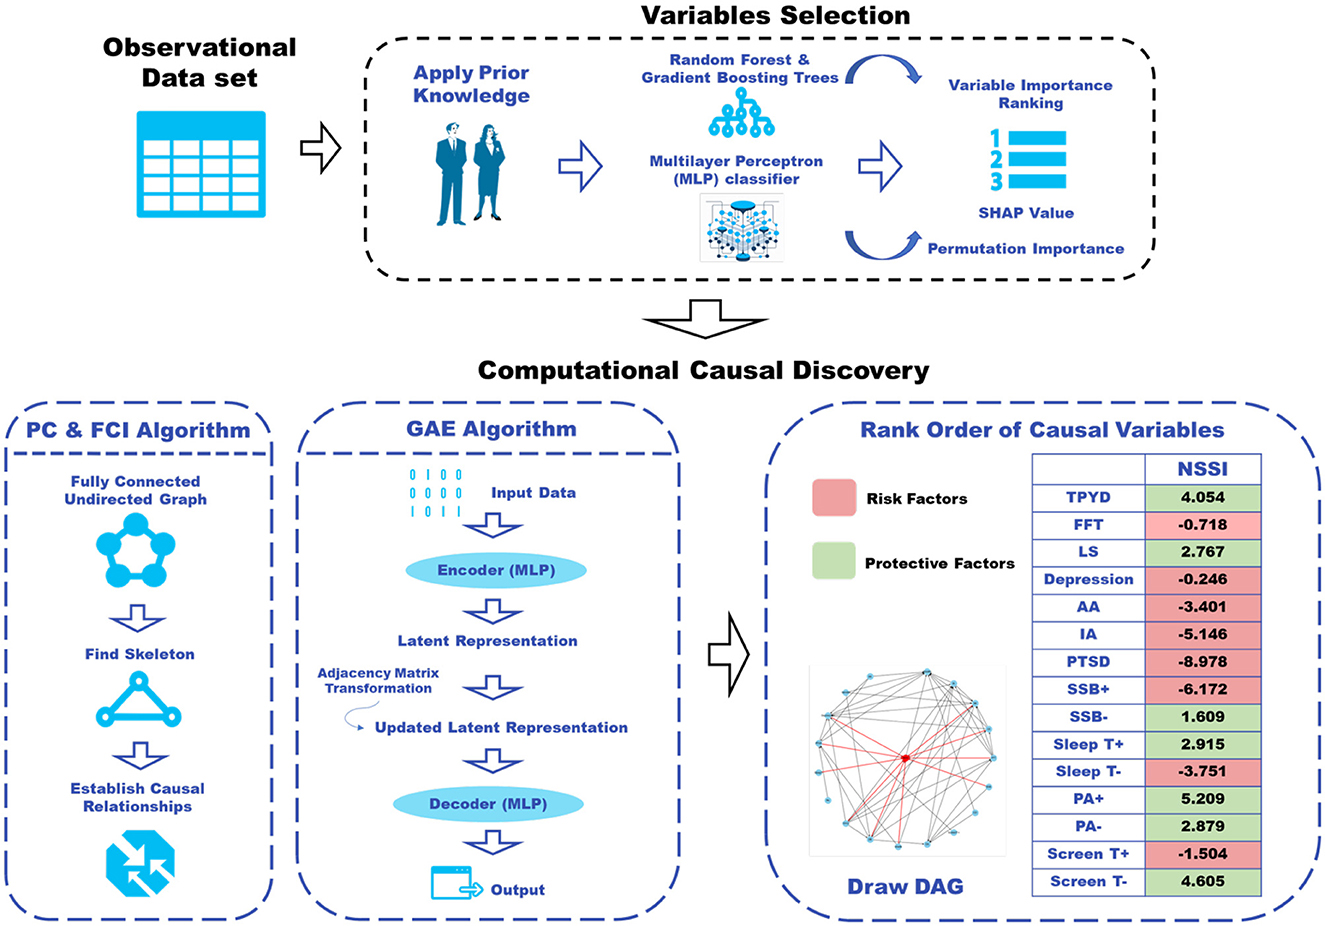 Variables Selection
Observational
Data set
Apply Prior
Knowledge
Random Forest &
Gradient Boosting Trees
Multilayer Perceptron
(MLP) classifier
Variable Importance
Ranking
1
2
3
SHAP Value
Permutation Importance
Computational Causal Discovery
PC & FCI Algorithm
Fully Connected
Undirected Graph
Find Skeleton
Establish Causal
Relationships
GAE Algorithm
0 1 0 0
0 0 0 0
1 0 1 1
Input Data
Encoder (MLP)
Latent Representation
Adjacency Matrix
Transformation
Updated Latent Representation
Decoder (MLP)
Output
Rank Order of Causal Variables
Risk Factors
Protective Factors
Draw DAG
NSSI
TPYD 4.054
FFT -0.718
LS 2.767
Depression -0.246
AA -3.401
IA -5.146
PTSD -8.978
SSB+ -6.172
SSB- 1.609
Sleep T+ 2.915
Sleep T- -3.751
PA+ 5.209
PA- 2.879
Screen T+ -1.504
Screen T- 4.605